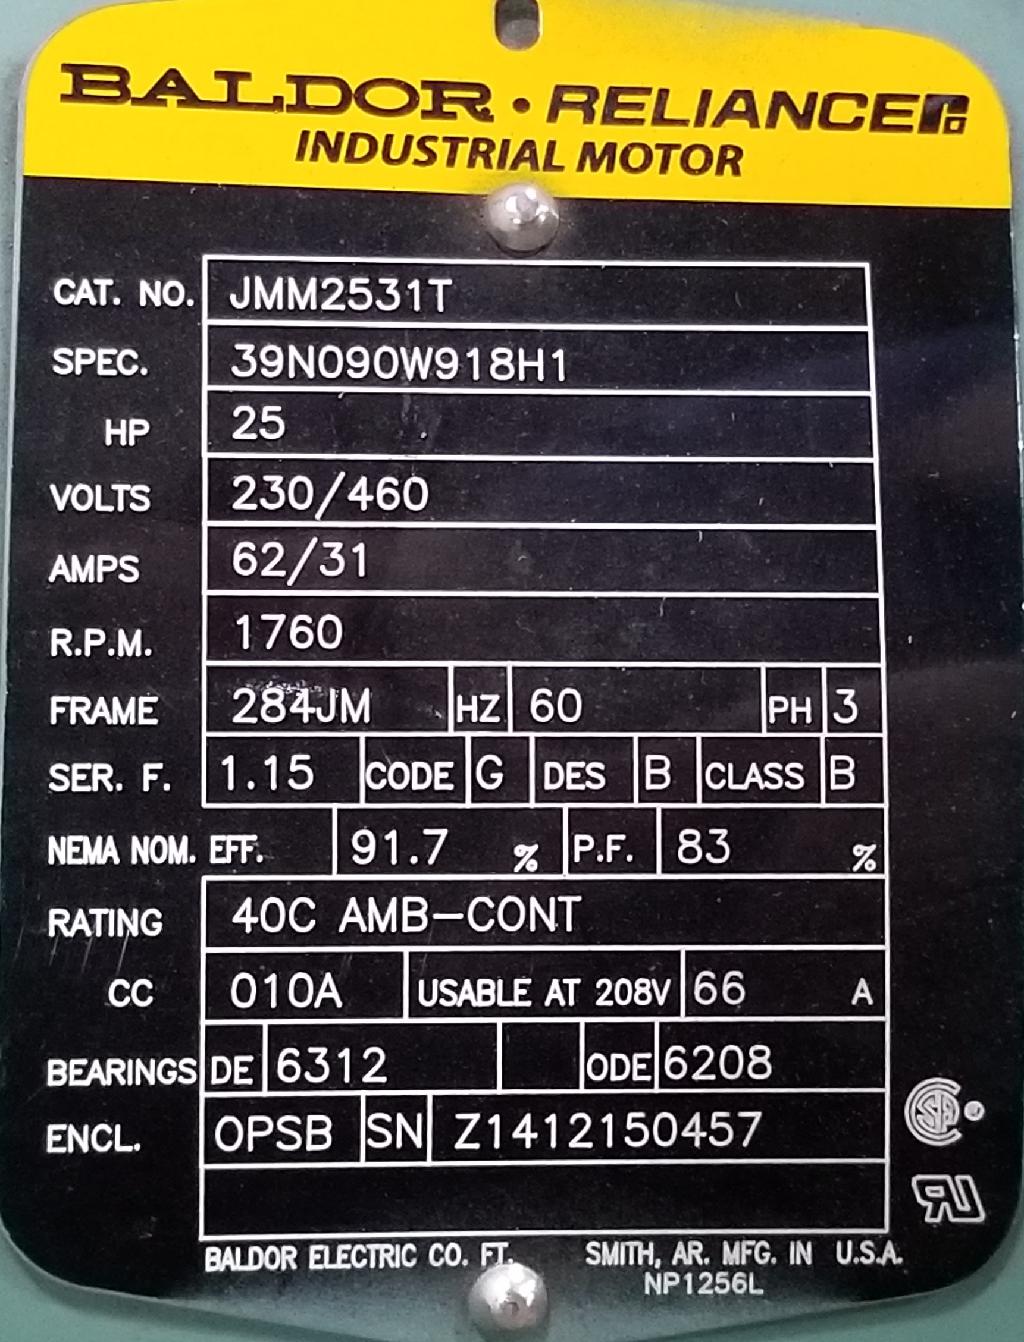 BALDOR • RELIANCE
INDUSTRIAL MOTOR
CAT. NO. JMM2531T
SPEC. 39N090W918H1
HP 25
VOLTS 230/460
AMPS 62/31
R.P.M. 1760
FRAME 284JM HZ 60 PH 3
SER. F. 1.15 CODE G DES B CLASS B
NEMA NOM. EFF. 91.7 % P.F. 83 %
RATING 40C AMB-CONT
CC 010A USABLE AT 208V 66 A
BEARINGS DE 6312 ODE 6208
ENCL. OPSB SN Z1412150457
BALDOR ELECTRIC CO. FT. SMITH, AR. MFG. IN U.S.A.
NP1256L